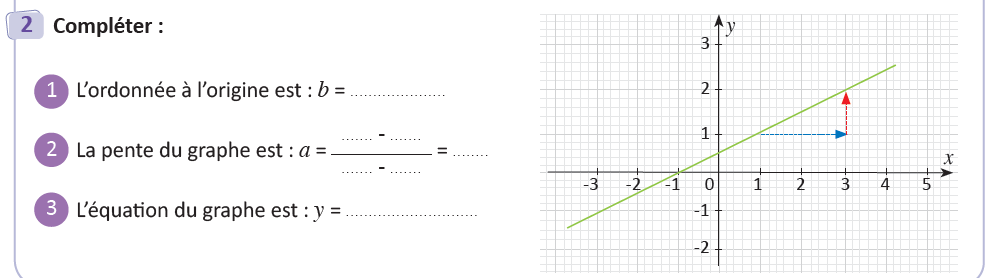 2 Compléter :
1 L'ordonnée à l'origine est : b = ....................
2 La pente du graphe est : a = ....... - ....... / ....... - ....... = ........
3 L'équation du graphe est : y = ............................
y
3
2
1
x
-3 -2 -1 0 1 2 3 4 5
-1
-2